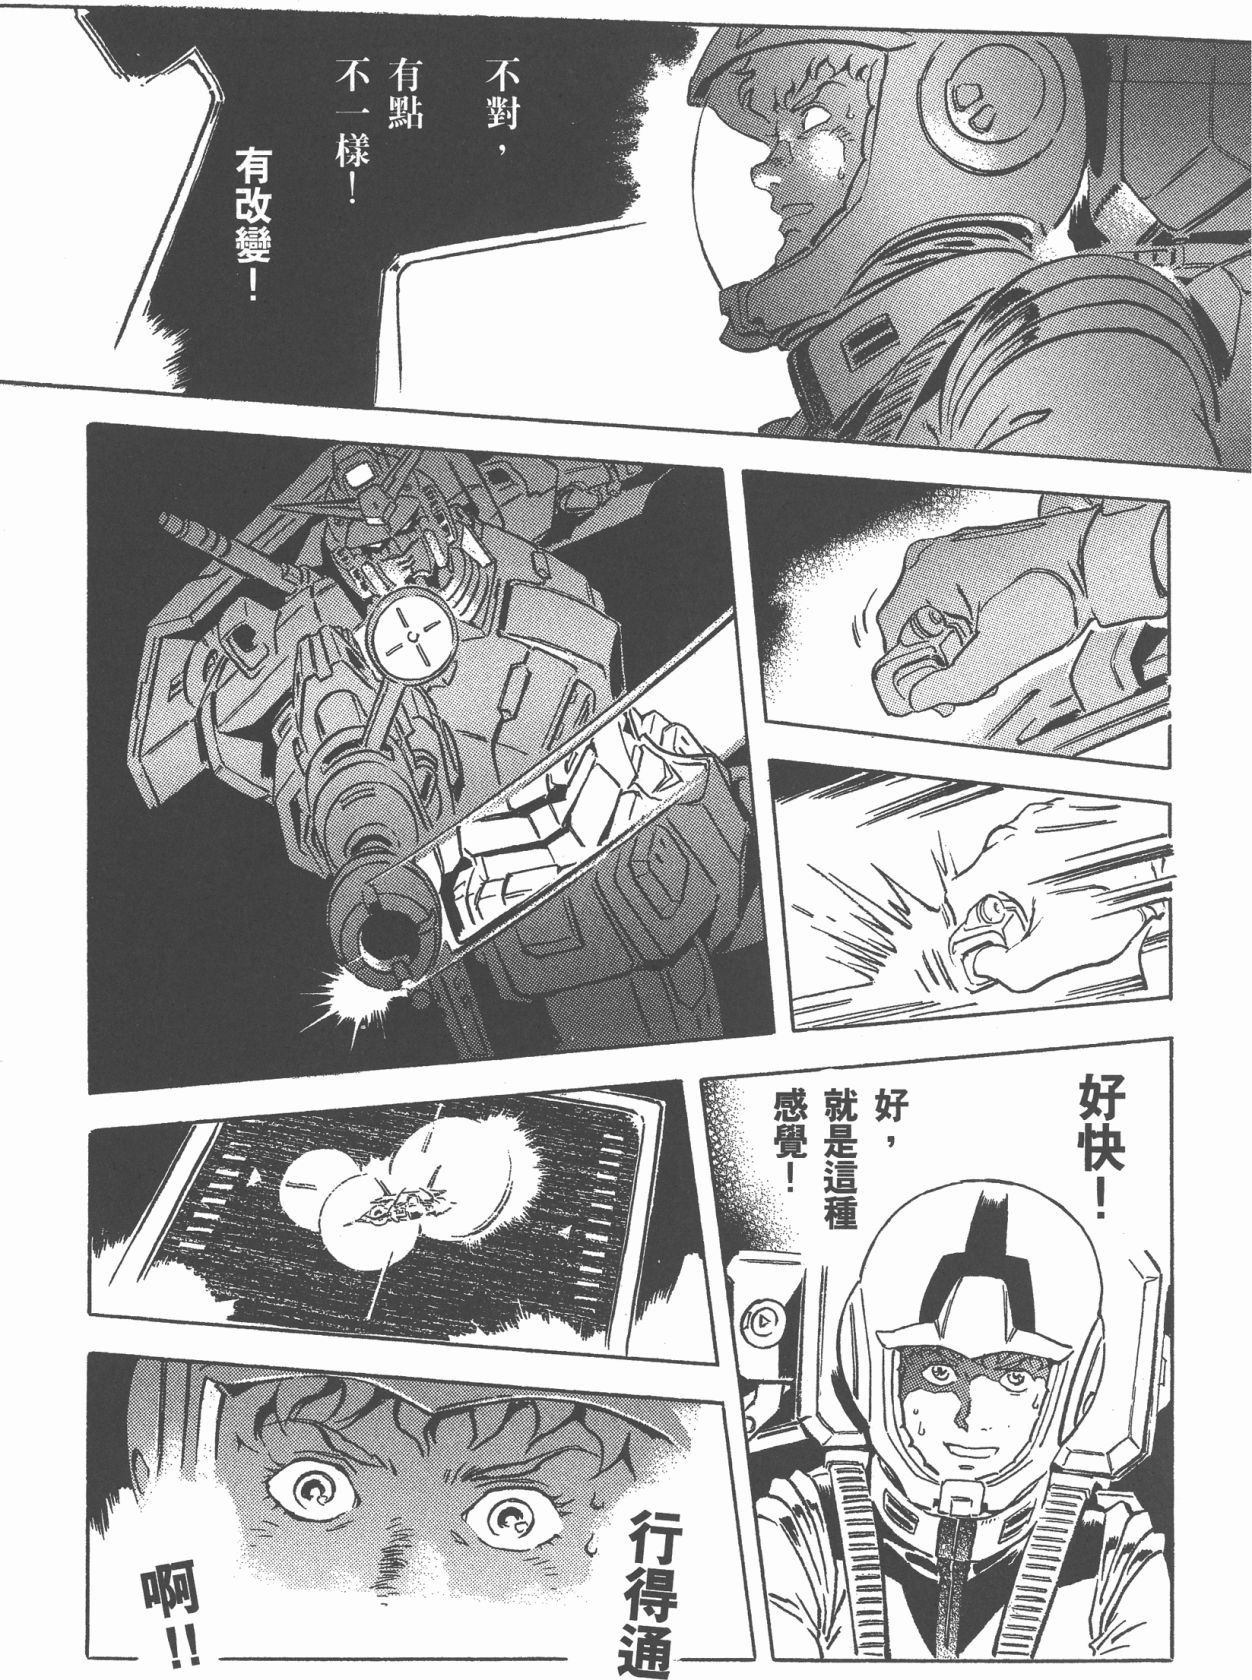 不對，
有點
不一樣！
有改變！
好快！
好，
就是這種
感覺！
行得通
啊!!